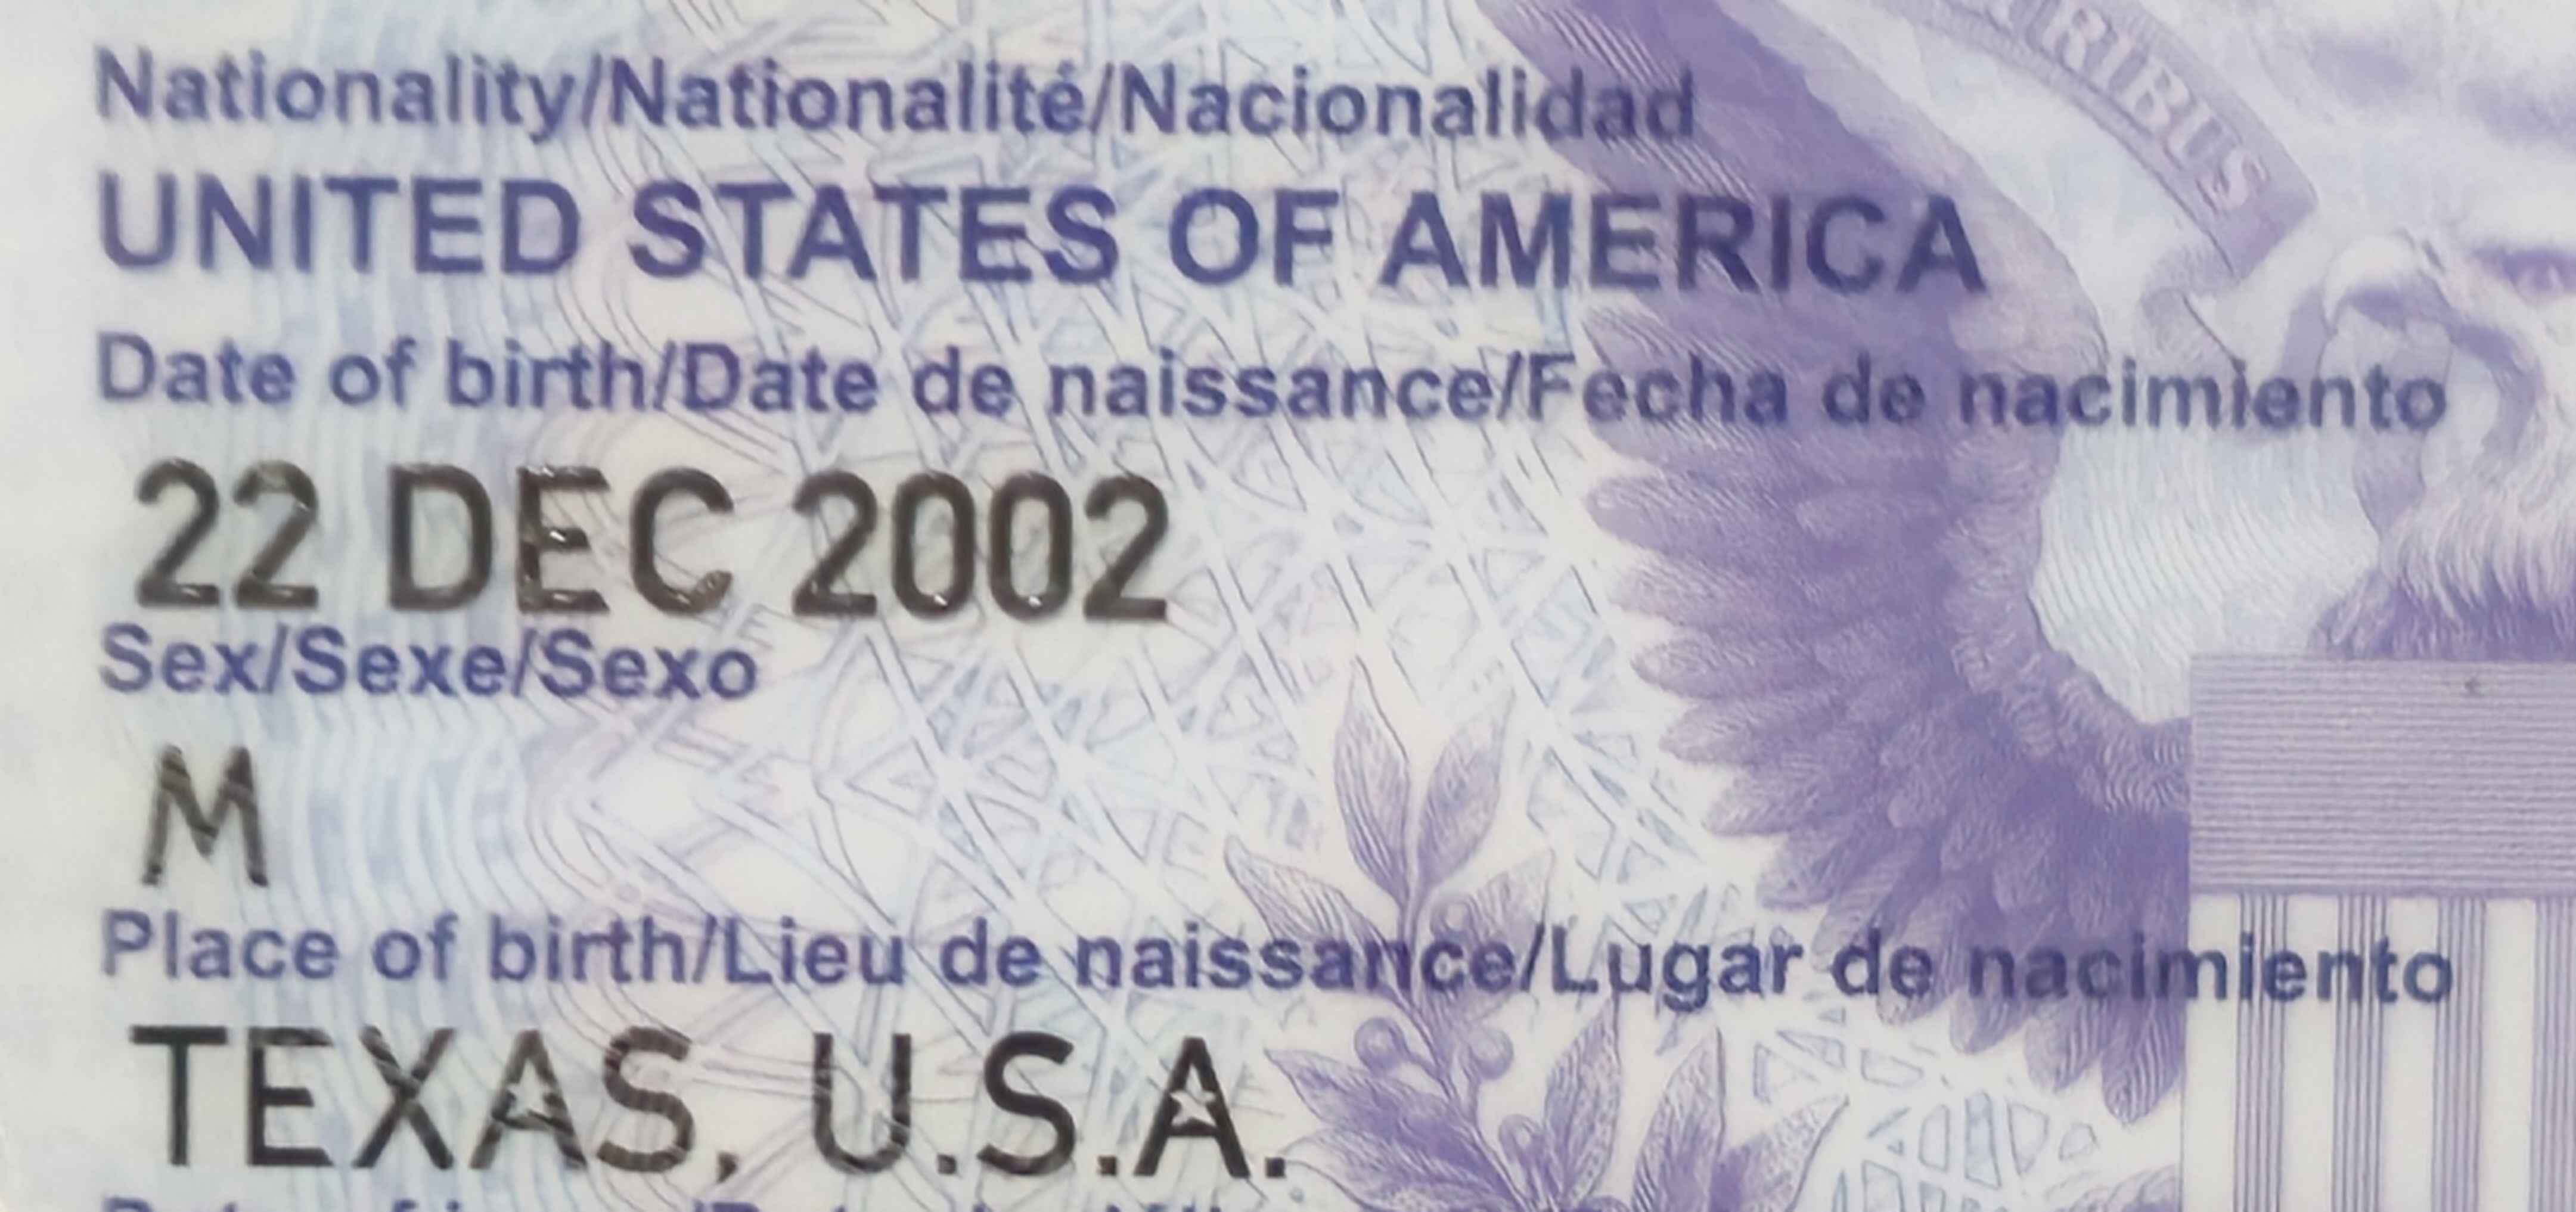 RIBUS
Nationality/Nationalité/Nacionalidad
UNITED STATES OF AMERICA
Date of birth/Date de naissance/Fecha de nacimiento
22 DEC 2002
Sex/Sexe/Sexo
M
Place of birth/Lieu de naissance/Lugar de nacimiento
TEXAS, U.S.A.